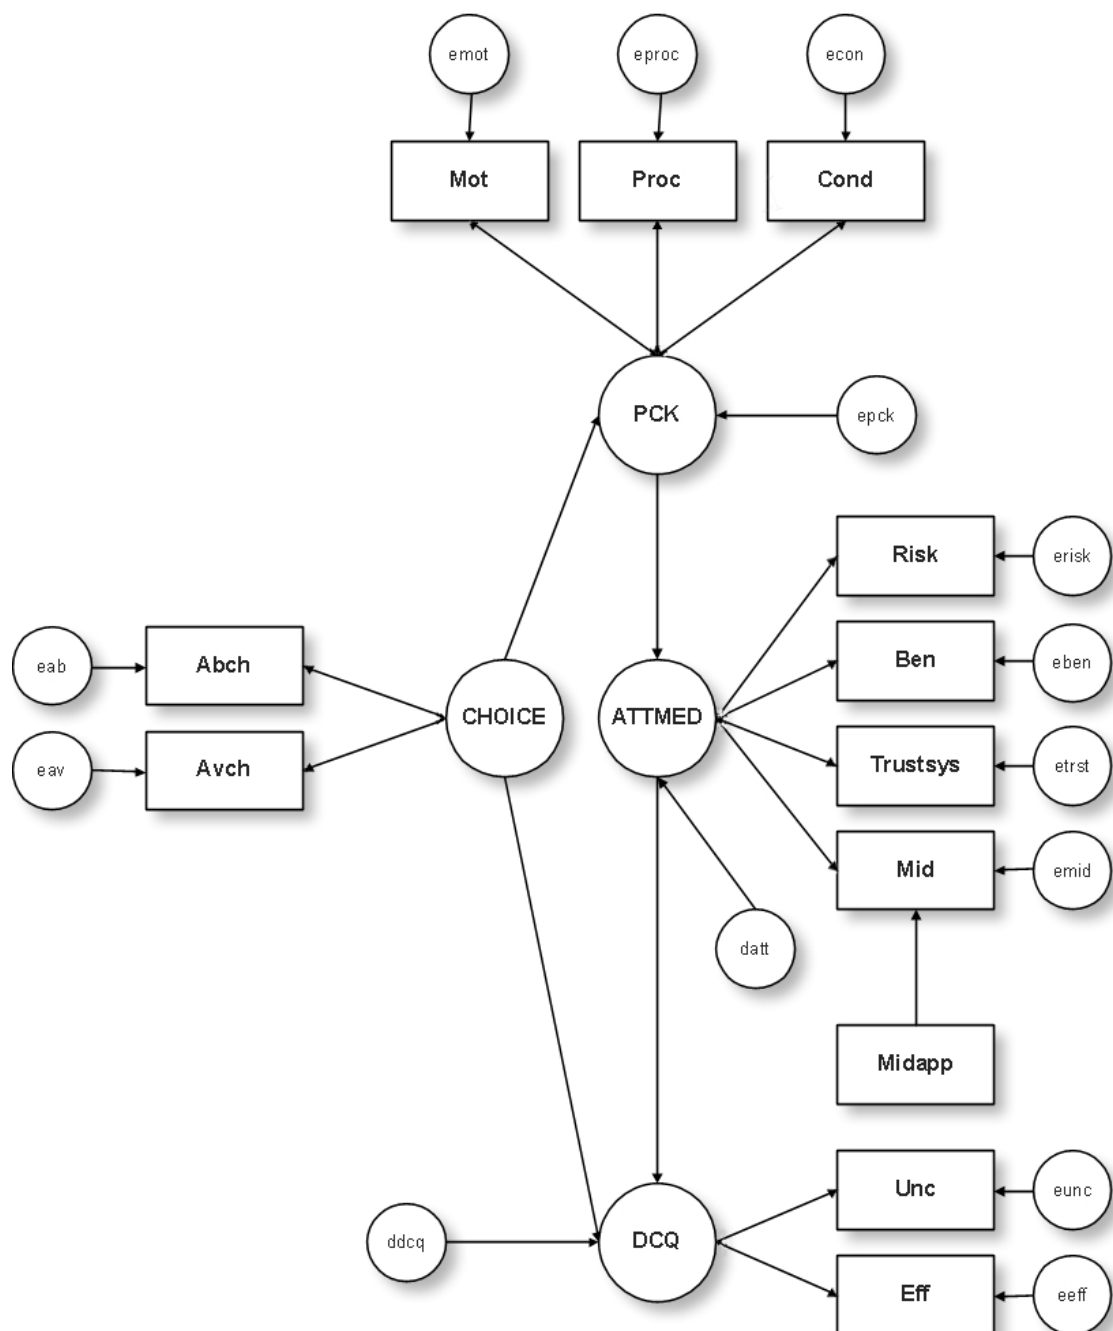 emot
eproc
econ
Mot
Proc
Cond
PCK
epck
Risk
erisk
eab
Abch
Ben
eben
CHOICE
ATTMED
eav
Avch
Trustsys
etrst
Mid
emid
datt
Midapp
Unc
eunc
ddcq
DCQ
Eff
eeff